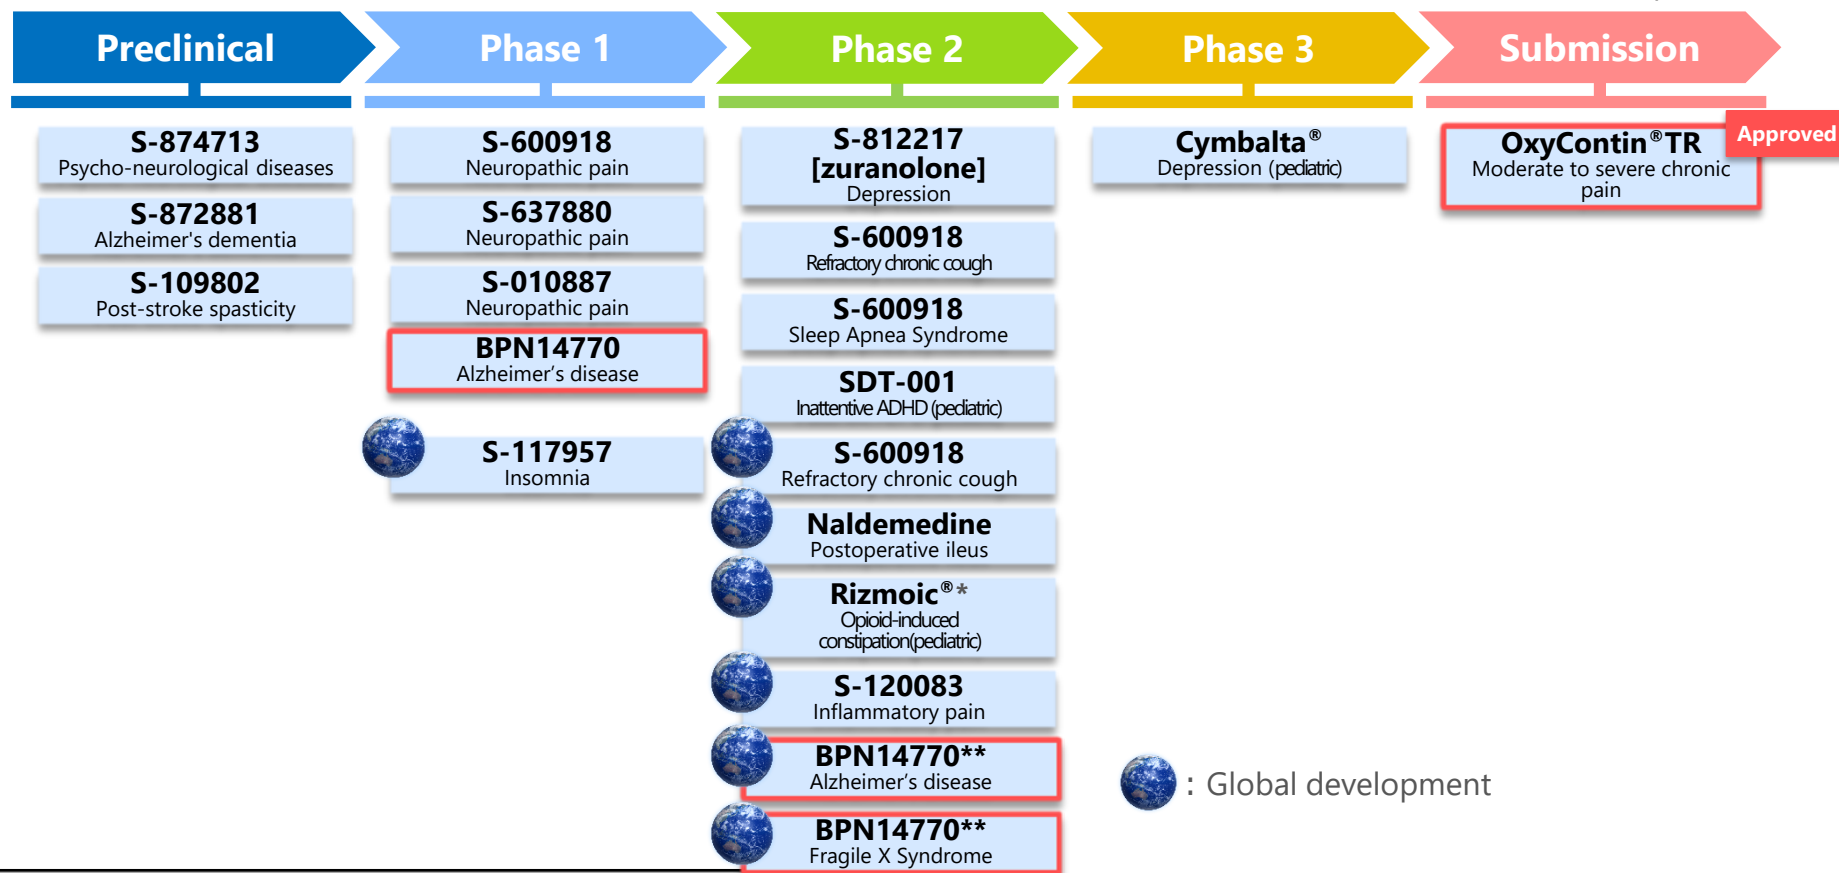 Preclinical
Phase 1
Phase 2
Phase 3
Submission
S-874713
Psycho-neurological diseases
S-872881
Alzheimer's dementia
S-109802
Post-stroke spasticity
S-600918
Neuropathic pain
S-637880
Neuropathic pain
S-010887
Neuropathic pain
BPN14770
Alzheimer’s disease
S-117957
Insomnia
S-812217
[zuranolone]
Depression
S-600918
Refractory chronic cough
S-600918
Sleep Apnea Syndrome
SDT-001
Inattentive ADHD (pediatric)
S-600918
Refractory chronic cough
Naldemedine
Postoperative ileus
Rizmoic®*
Opioid-induced
constipation(pediatric)
S-120083
Inflammatory pain
BPN14770**
Alzheimer’s disease
BPN14770**
Fragile X Syndrome
Cymbalta®
Depression (pediatric)
OxyContin®TR
Moderate to severe chronic
pain
Approved
: Global development